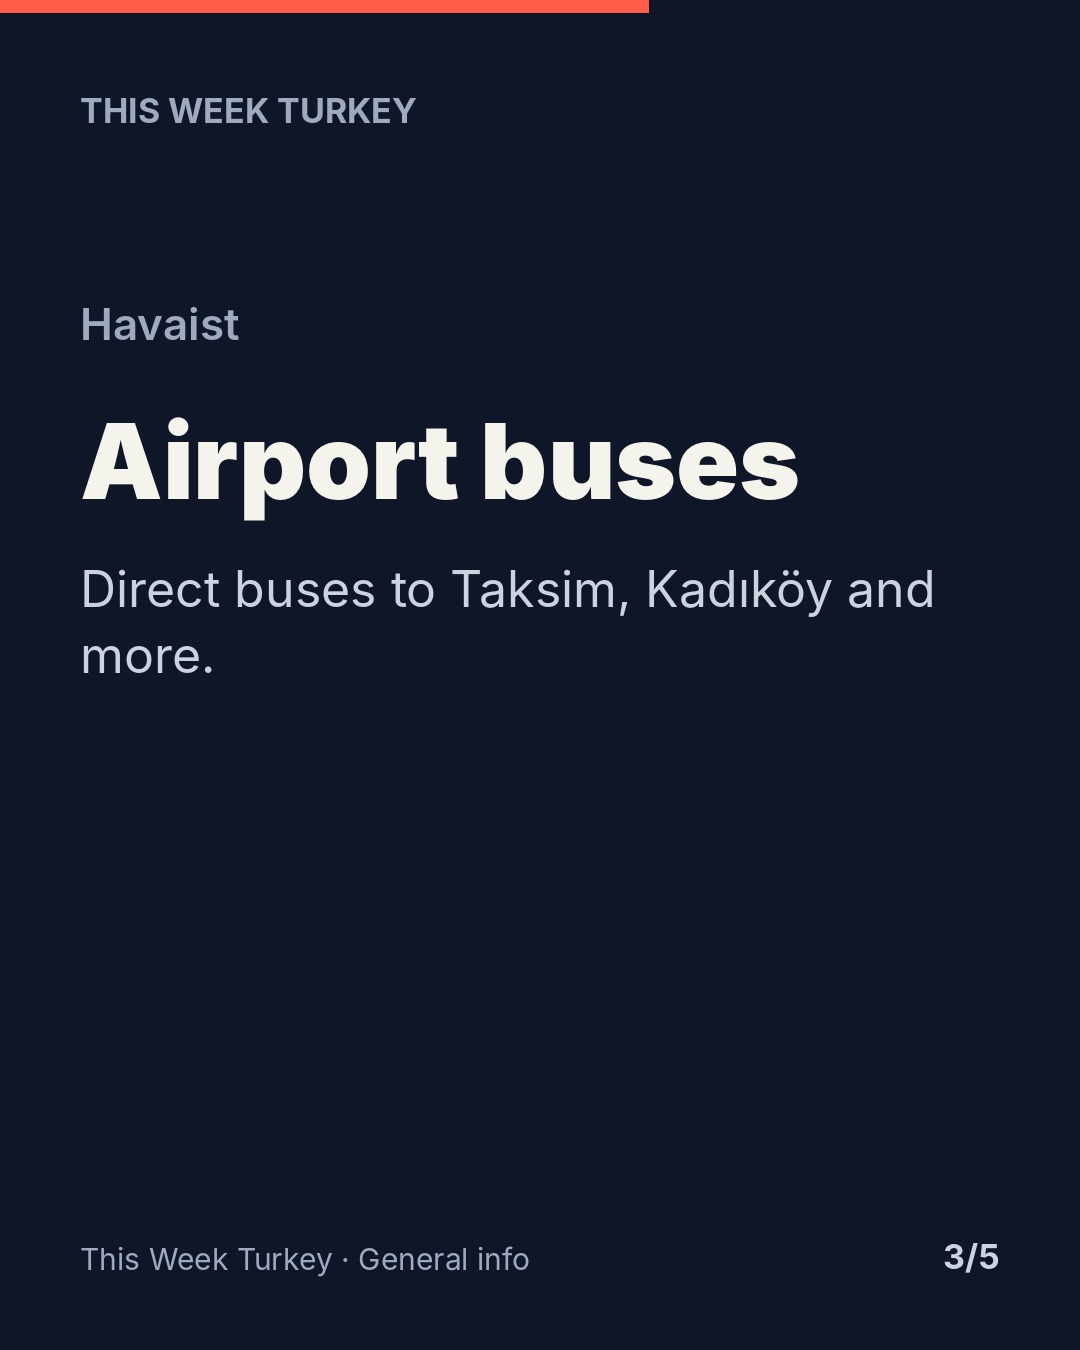 THIS WEEK TURKEY
Havaist
Airport buses
Direct buses to Taksim, Kadıköy and
more.
This Week Turkey · General info
3/5